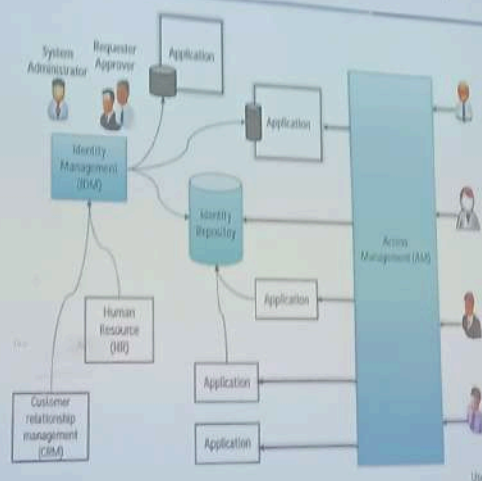 System
Administrator
Requester
Approver
Application
Identity
Management
(IDM)
Application
Identity
Repository
Access
Management (AM)
Application
Human
Resource
(HR)
Application
Customer
relationship
management
(CRM)
Application